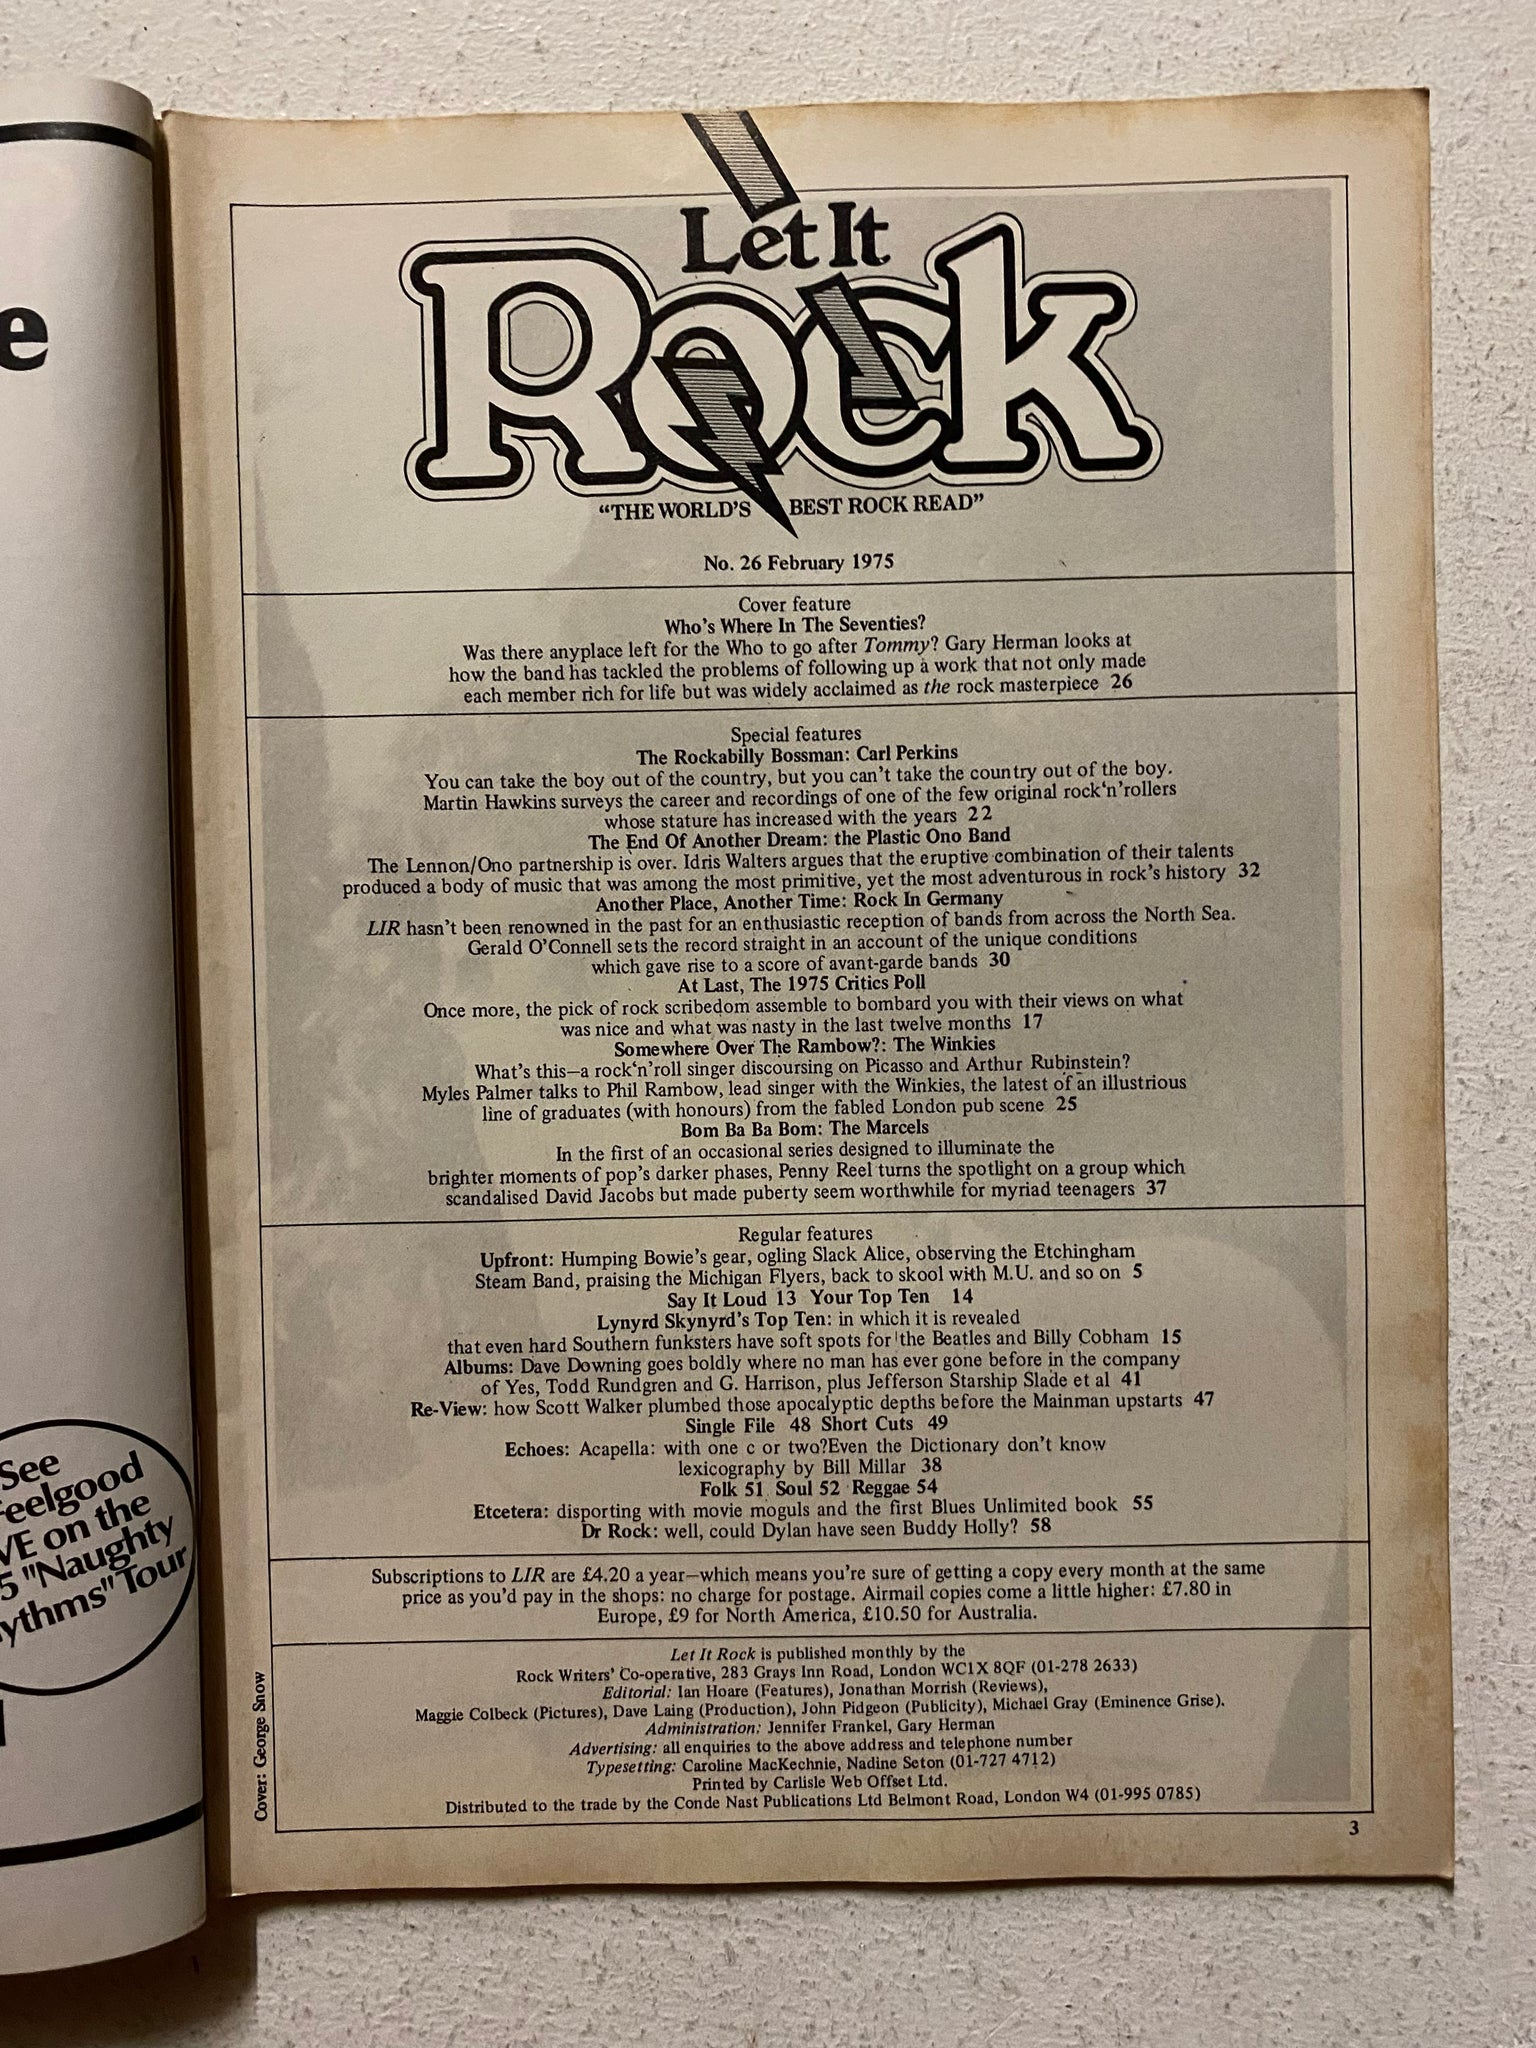 e
See
eelgood
VE on the
5 "Naughty
ythms" Tour
Let It
Rock
“THE WORLD'S BEST ROCK READ”
No. 26 February 1975
Cover feature
Who's Where In The Seventies?
Was there anyplace left for the Who to go after Tommy? Gary Herman looks at
how the band has tackled the problems of following up a work that not only made
each member rich for life but was widely acclaimed as the rock masterpiece 26
Special features
The Rockabilly Bossman: Carl Perkins
You can take the boy out of the country, but you can't take the country out of the boy.
Martin Hawkins surveys the career and recordings of one of the few original rock‘n’rollers
whose stature has increased with the years 22
The End Of Another Dream: the Plastic Ono Band
The Lennon/Ono partnership is over. Idris Walters argues that the eruptive combination of their talents
produced a body of music that was among the most primitive, yet the most adventurous in rock's history 32
Another Place, Another Time: Rock In Germany
LIR hasn't been renowned in the past for an enthusiastic reception of bands from across the North Sea.
Gerald O'Connell sets the record straight in an account of the unique conditions
which gave rise to a score of avant-garde bands 30
At Last, The 1975 Critics Poll
Once more, the pick of rock scribedom assemble to bombard you with their views on what
was nice and what was nasty in the last twelve months 17
Somewhere Over The Rambow?: The Winkies
What's this—a rock‘n’roll singer discoursing on Picasso and Arthur Rubinstein?
Myles Palmer talks to Phil Rambow, lead singer with the Winkies, the latest of an illustrious
line of graduates (with honours) from the fabled London pub scene 25
Bom Ba Ba Bom: The Marcels
In the first of an occasional series designed to illuminate the
brighter moments of pop's darker phases, Penny Reel turns the spotlight on a group which
scandalised David Jacobs but made puberty seem worthwhile for myriad teenagers 37
Regular features
Upfront: Humping Bowie's gear, ogling Slack Alice, observing the Etchingham
Steam Band, praising the Michigan Flyers, back to skool with M.U. and so on 5
Say It Loud 13 Your Top Ten 14
Lynyrd Skynyrd's Top Ten: in which it is revealed
that even hard Southern funksters have soft spots for the Beatles and Billy Cobham 15
Albums: Dave Downing goes boldly where no man has ever gone before in the company
of Yes, Todd Rundgren and G. Harrison, plus Jefferson Starship Slade et al 41
Re-View: how Scott Walker plumbed those apocalyptic depths before the Mainman upstarts 47
Single File 48 Short Cuts 49
Echoes: Acapella: with one c or two?Even the Dictionary don't know
lexicography by Bill Millar 38
Folk 51 Soul 52 Reggae 54
Etcetera: disporting with movie moguls and the first Blues Unlimited book 55
Dr Rock: well, could Dylan have seen Buddy Holly? 58
Subscriptions to LIR are £4.20 a year—which means you're sure of getting a copy every month at the same
price as you'd pay in the shops: no charge for postage. Airmail copies come a little higher: £7.80 in
Europe, £9 for North America, £10.50 for Australia.
Let It Rock is published monthly by the
Rock Writers' Co-operative, 283 Grays Inn Road, London WC1X 8QF (01-278 2633)
Editorial: Ian Hoare (Features), Jonathan Morrish (Reviews),
Maggie Colbeck (Pictures), Dave Laing (Production), John Pidgeon (Publicity), Michael Gray (Eminence Grise).
Administration: Jennifer Frankel, Gary Herman
Advertising: all enquiries to the above address and telephone number
Typesetting: Caroline MacKechnie, Nadine Seton (01-727 4712)
Printed by Carlisle Web Offset Ltd.
Distributed to the trade by the Conde Nast Publications Ltd Belmont Road, London W4 (01-995 0785)
Cover: George Snow
3